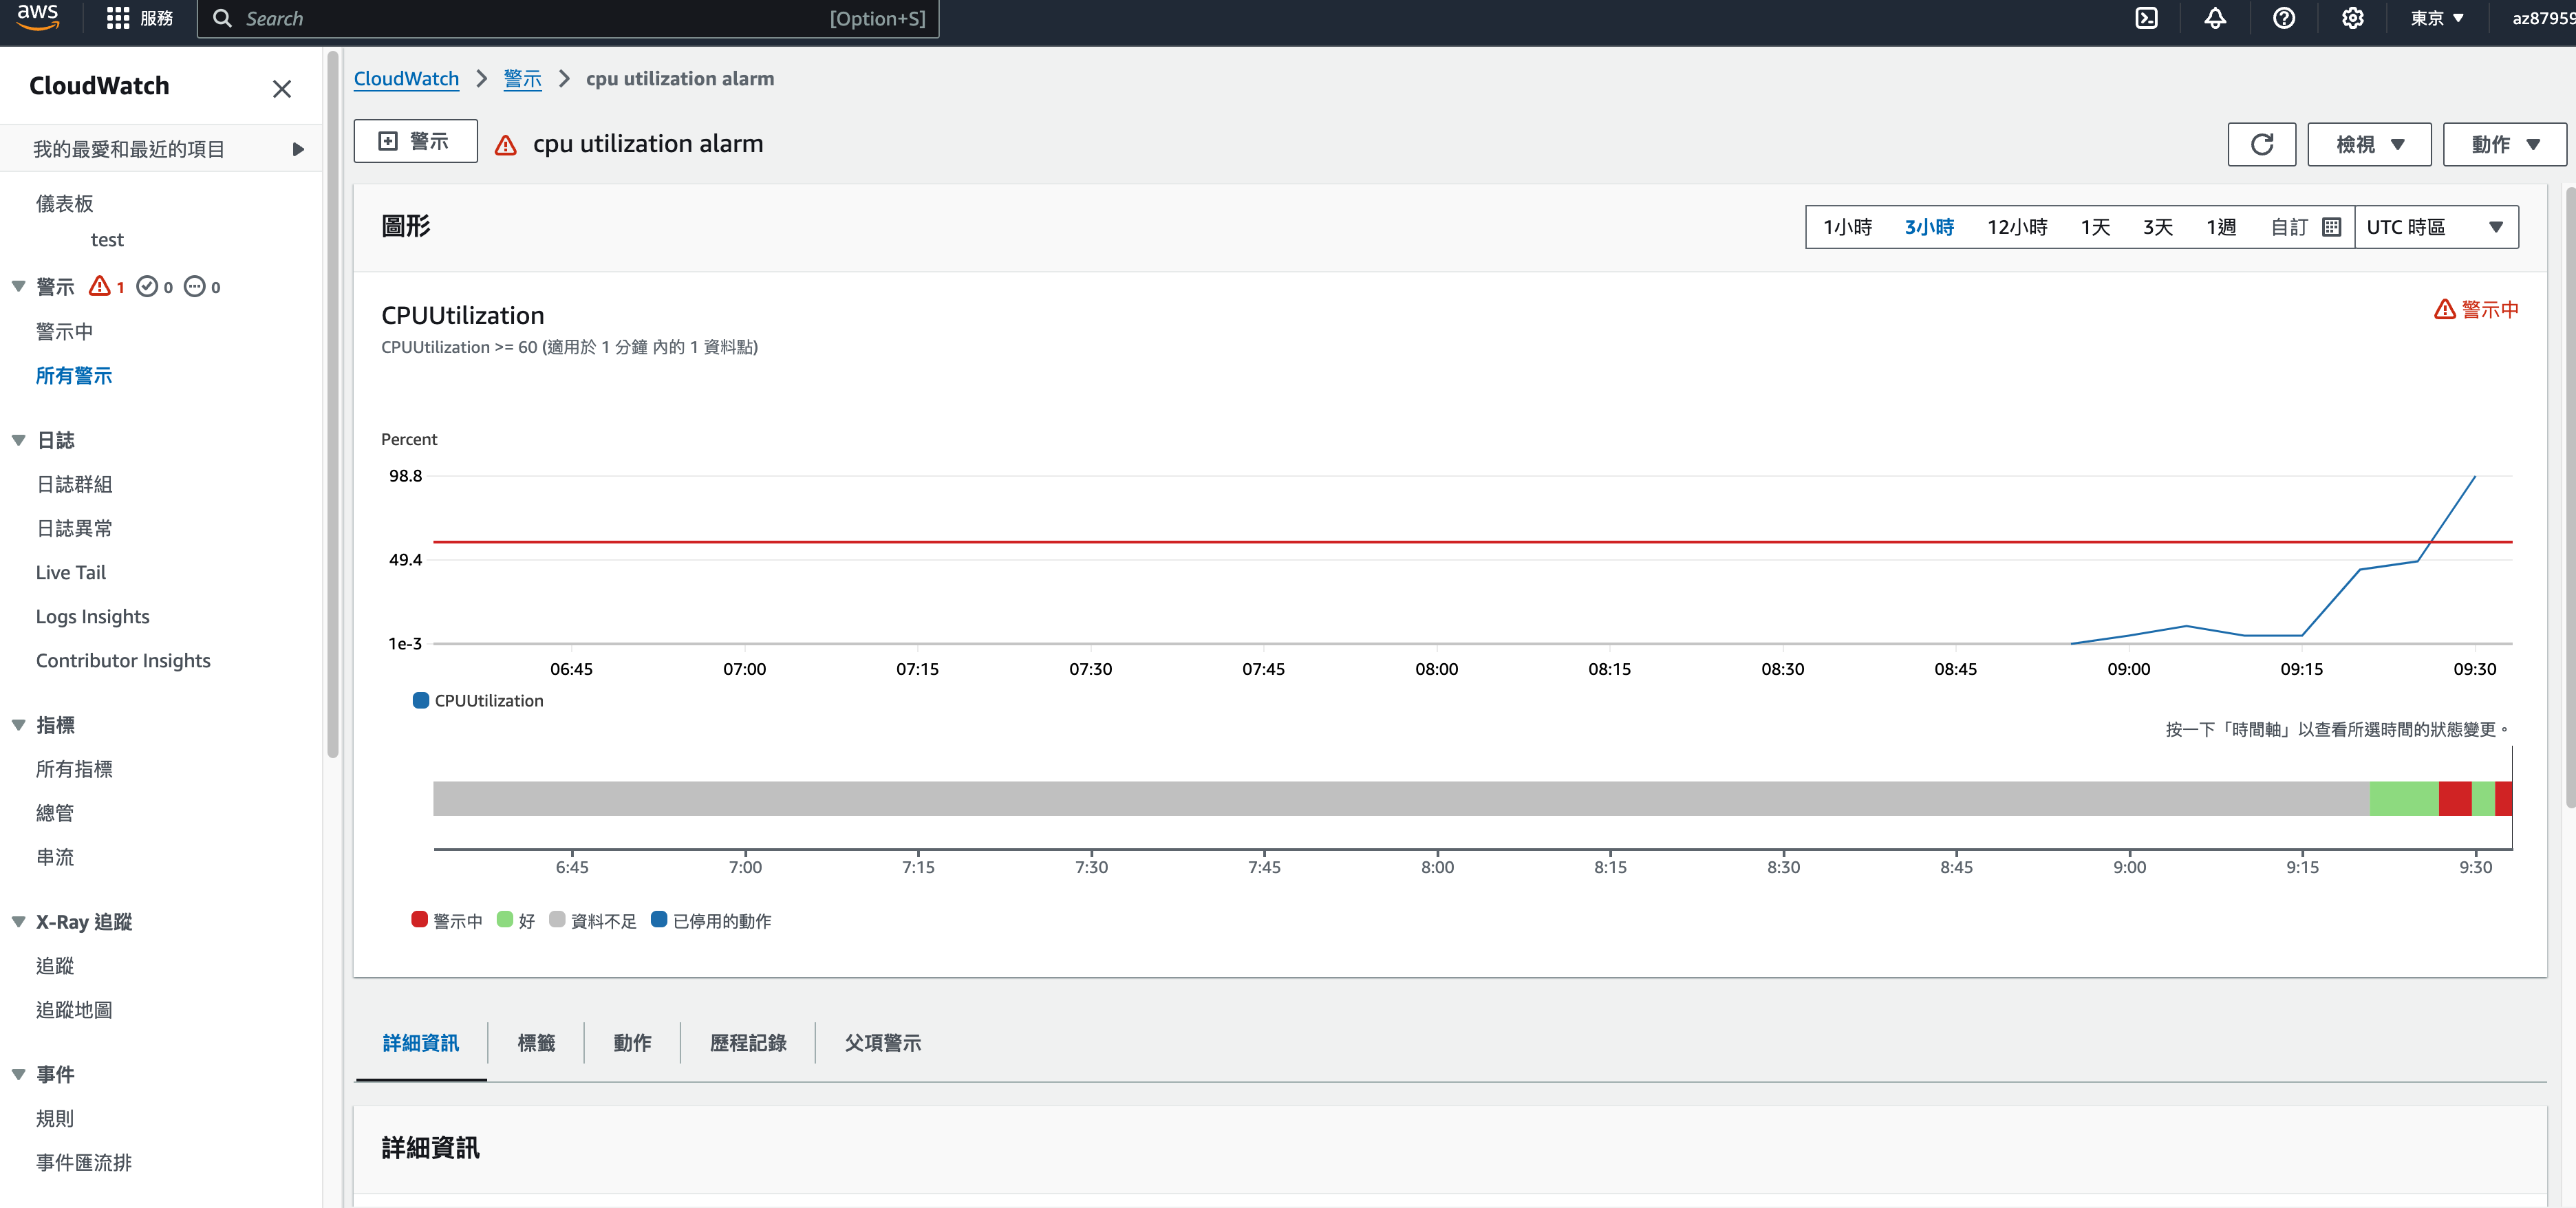 aws 服務 Search [Option+S] 東京 az87959
CloudWatch
我的最愛和最近的項目
儀表板
test
警示 1 0 0
警示中
所有警示
日誌
日誌群組
日誌異常
Live Tail
Logs Insights
Contributor Insights
指標
所有指標
總管
串流
X-Ray 追蹤
追蹤
追蹤地圖
事件
規則
事件匯流排
CloudWatch > 警示 > cpu utilization alarm
警示 cpu utilization alarm 檢視 動作
圖形 1小時 3小時 12小時 1天 3天 1週 自訂 UTC 時區
CPUUtilization 警示中
CPUUtilization >= 60 (適用於 1 分鐘 內的 1 資料點)
Percent
98.8
49.4
1e-3
06:45 07:00 07:15 07:30 07:45 08:00 08:15 08:30 08:45 09:00 09:15 09:30
CPUUtilization
按一下「時間軸」以查看所選時間的狀態變更。
6:45 7:00 7:15 7:30 7:45 8:00 8:15 8:30 8:45 9:00 9:15 9:30
警示中 好 資料不足 已停用的動作
詳細資訊 標籤 動作 歷程記錄 父項警示
詳細資訊